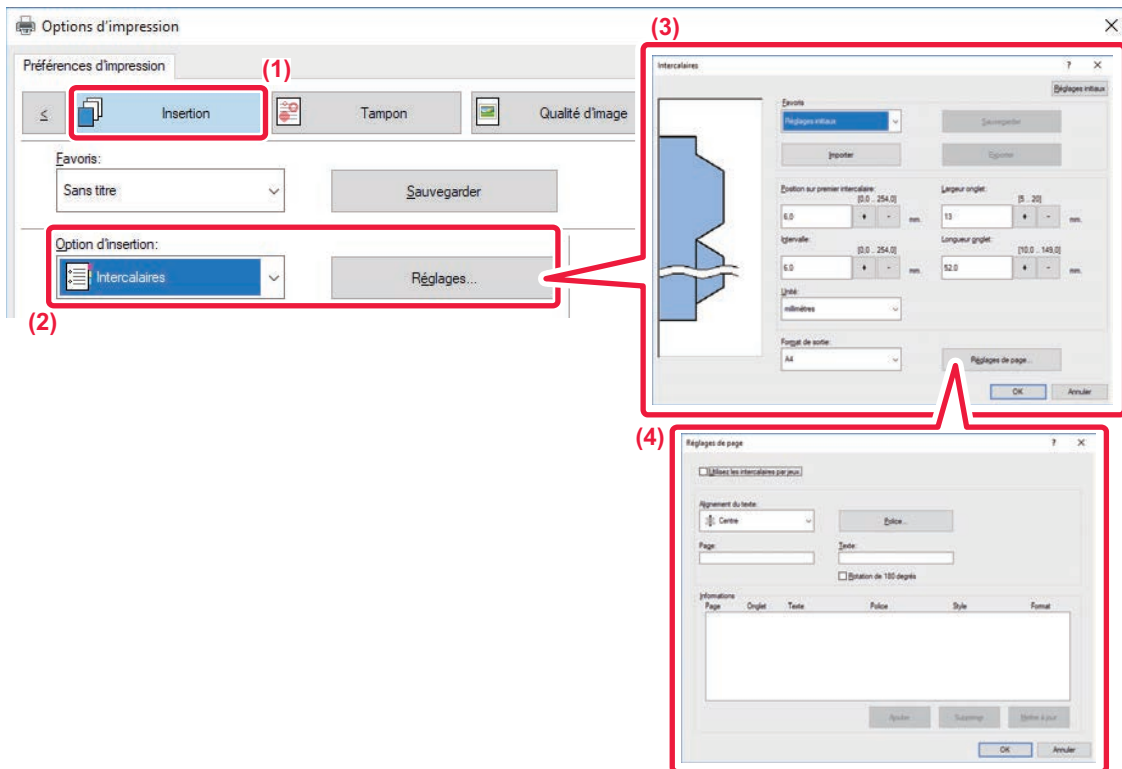 Options d'impression
Préférences d'impression
(1)
<
Insertion
Tampon
Qualité d'image
Favoris:
Sans titre
Sauvegarder
Option d'insertion:
Intercalaires
Réglages...
(2)
(3)
Intercalaires
?
Réglages initiaux
Favoris
Réglages initiaux
Sauvegarder
Importer
Exporter
Position sur premier intercalaire:
Largeur onglet:
[0,0 .. 254,0]
[5 .. 20]
6.0
+
-
mm.
13
+
-
mm.
Intervalle:
Longueur onglet:
[0,0 .. 254,0]
[10,0 .. 149,0]
6.0
+
-
mm.
52.0
+
-
mm.
Unité:
millimètres
Format de sortie:
A4
Réglages de page...
OK
Annuler
(4)
Réglages de page
?
Utilisez les intercalaires par jeux
Alignement du texte:
Centre
Police...
Page:
Texte:
Rotation de 180 degrés
Informations
Page Onglet Texte Police Style Format
Ajouter
Supprimer
Mettre à jour
OK
Annuler